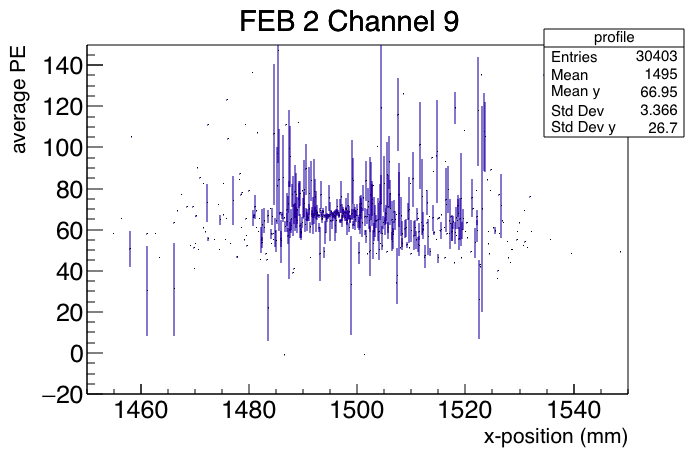 FEB 2 Channel 9
profile
Entries 30403
Mean 1495
Mean y 66.95
Std Dev 3.366
Std Dev y 26.7
average PE
140
120
100
80
60
40
20
0
−20
1460 1480 1500 1520 1540
x-position (mm)